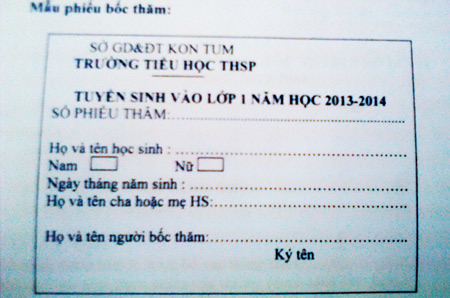 Mẫu phiếu bốc thăm:
SỞ GD&ĐT KON TUM
TRƯỜNG TIỂU HỌC THSP
TUYỂN SINH VÀO LỚP 1 NĂM HỌC 2013-2014
SỐ PHIẾU THĂM:
Họ và tên học sinh :
Nam Nữ
Ngày tháng năm sinh :
Họ và tên cha hoặc mẹ HS:
Họ và tên người bốc thăm:
Ký tên